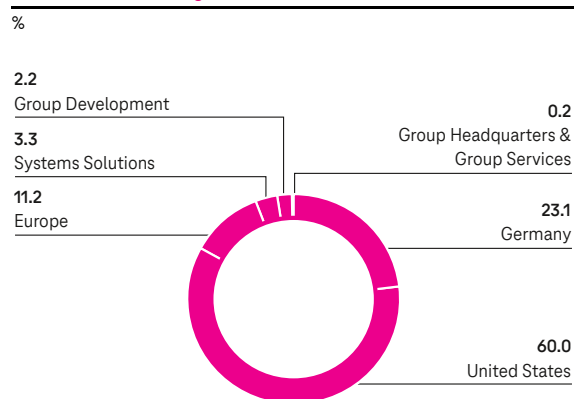 %
2.2
Group Development
3.3
Systems Solutions
11.2
Europe
0.2
Group Headquarters &
Group Services
23.1
Germany
60.0
United States